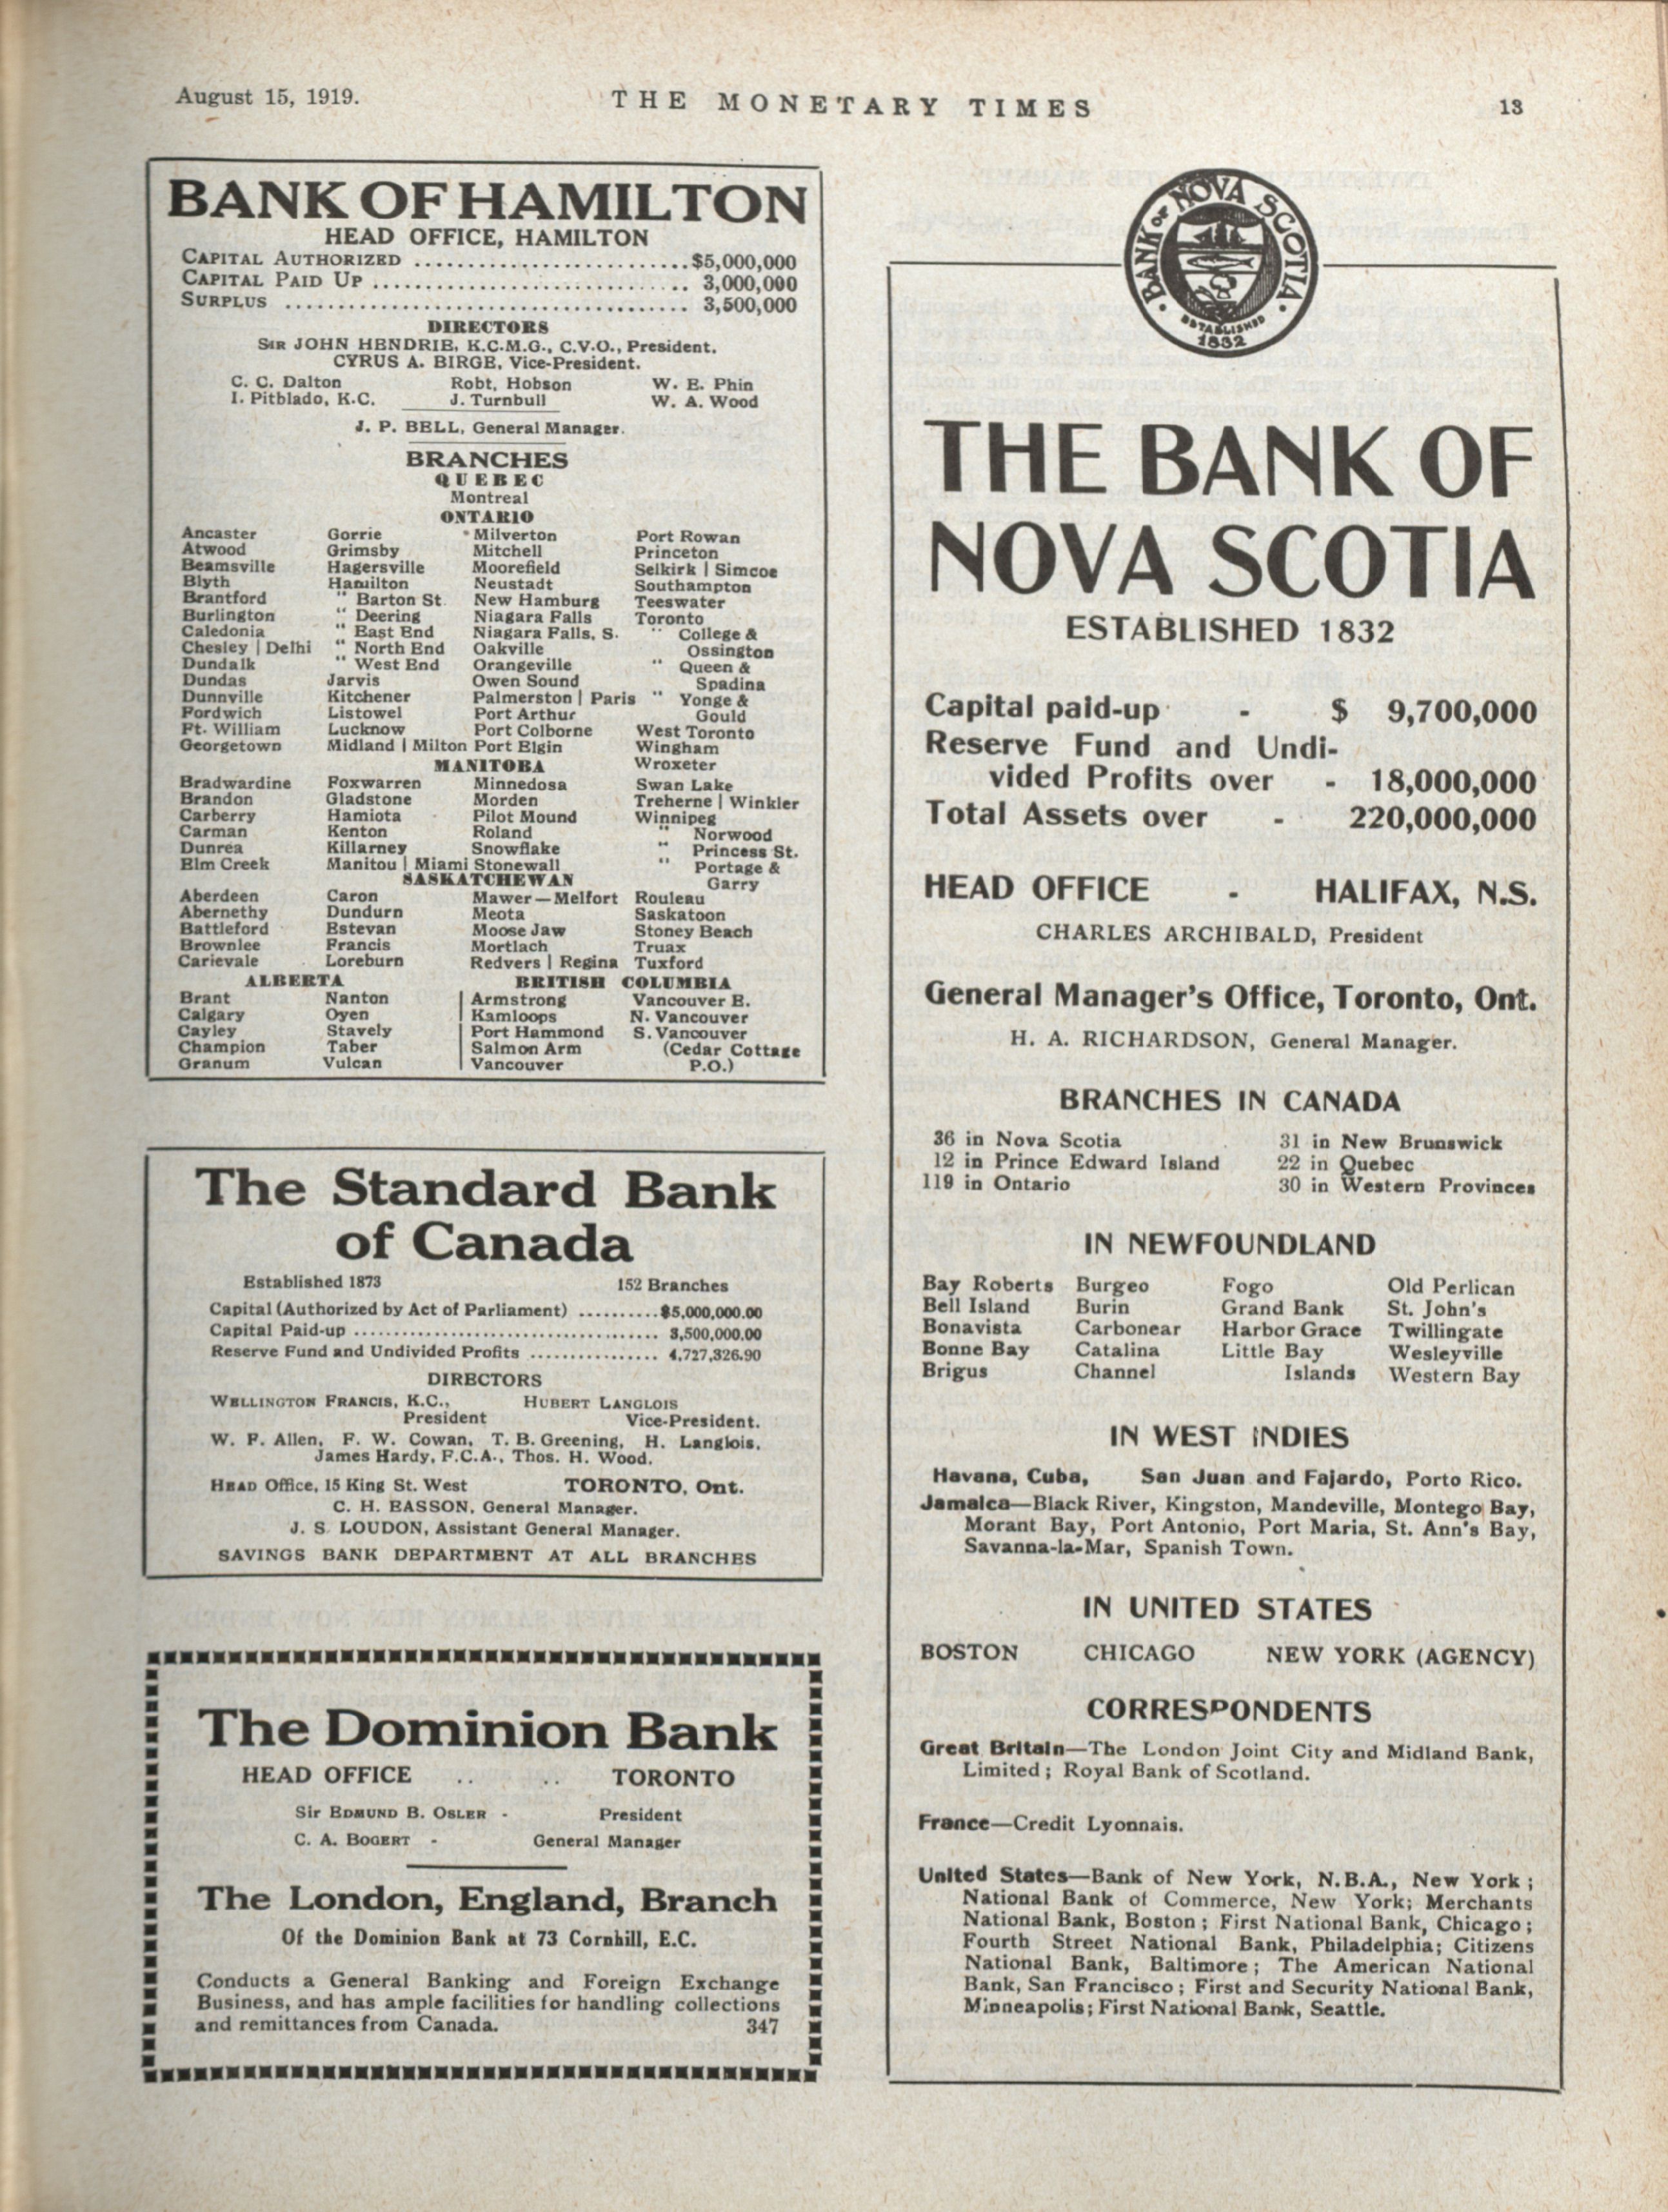 August 15, 1919.
THE MONETARY TIMES
13
BANK OF HAMILTON
HEAD OFFICE, HAMILTON
CAPITAL AUTHORIZED ........................... $5,000,000
CAPITAL PAID UP .............................. 3,000,000
SURPLUS ...................................... 3,500,000
DIRECTORS
SIR JOHN HENDRIE, K.C.M.G., C.V.O., President.
CYRUS A. BIRGE, Vice-President.
C. C. Dalton Robt, Hobson W. E. Phin
I. Pitblado, K.C. J. Turnbull W. A. Wood
J. P. BELL, General Manager.
BRANCHES
QUEBEC
Montreal
ONTARIO
Ancaster Gorrie Milverton Port Rowan
Atwood Grimsby Mitchell Princeton
Beamsville Hagersville Moorefield Selkirk | Simcoe
Blyth Hamilton Neustadt Southampton
Brantford " Barton St. New Hamburg Teeswater
Burlington " Deering Niagara Falls Toronto
Caledonia " East End Niagara Falls, S. " College &
Chesley | Delhi " North End Oakville Ossington
Dundalk " West End Orangeville " Queen &
Dundas Jarvis Owen Sound Spadina
Dunnville Kitchener Palmerston | Paris " Yonge &
Fordwich Listowel Port Arthur Gould
Ft. William Lucknow Port Colborne West Toronto
Georgetown Midland | Milton Port Elgin Wingham
Wroxeter
MANITOBA
Bradwardine Foxwarren Minnedosa Swan Lake
Brandon Gladstone Morden Treherne | Winkler
Carberry Hamiota Pilot Mound Winnipeg
Carman Kenton Roland " Norwood
Dunrea Killarney Snowflake " Princess St.
Elm Creek Manitou | Miami Stonewall " Portage &
Garry
SASKATCHEWAN
Aberdeen Caron Mawer — Melfort Rouleau
Abernethy Dundurn Meota Saskatoon
Battleford Estevan Moose Jaw Stoney Beach
Brownlee Francis Mortlach Truax
Carievale Loreburn Redvers | Regina Tuxford
ALBERTA BRITISH COLUMBIA
Brant Nanton Armstrong Vancouver E.
Calgary Oyen Kamloops N. Vancouver
Cayley Stavely Port Hammond S. Vancouver
Champion Taber Salmon Arm (Cedar Cottage
Granum Vulcan Vancouver P.O.)
The Standard Bank
of Canada
Established 1873 152 Branches
Capital (Authorized by Act of Parliament) .......... $5,000,000.00
Capital Paid-up .................................... 3,500,000.00
Reserve Fund and Undivided Profits ................ 4,727,326.90
DIRECTORS
WELLINGTON FRANCIS, K.C., HUBERT LANGLOIS
President Vice-President.
W. F. Allen, F. W. Cowan, T. B. Greening, H. Langlois,
James Hardy, F.C.A., Thos. H. Wood.
HEAD Office, 15 King St. West TORONTO, Ont.
C. H. EASSON, General Manager.
J. S. LOUDON, Assistant General Manager.
SAVINGS BANK DEPARTMENT AT ALL BRANCHES
The Dominion Bank
HEAD OFFICE .. .. TORONTO
Sir EDMUND B. OSLER - President
C. A. BOGERT - General Manager
The London, England, Branch
Of the Dominion Bank at 73 Cornhill, E.C.
Conducts a General Banking and Foreign Exchange
Business, and has ample facilities for handling collections
and remittances from Canada. 347
BANK OF NOVA SCOTIA
ESTABLISHED
1832
THE BANK OF
NOVA SCOTIA
ESTABLISHED 1832
Capital paid-up - $ 9,700,000
Reserve Fund and Undi-
vided Profits over - 18,000,000
Total Assets over - 220,000,000
HEAD OFFICE - HALIFAX, N.S.
CHARLES ARCHIBALD, President
General Manager's Office, Toronto, Ont.
H. A. RICHARDSON, General Manager.
BRANCHES IN CANADA
36 in Nova Scotia 31 in New Brunswick
12 in Prince Edward Island 22 in Quebec
119 in Ontario 30 in Western Provinces
IN NEWFOUNDLAND
Bay Roberts Burgeo Fogo Old Perlican
Bell Island Burin Grand Bank St. John's
Bonavista Carbonear Harbor Grace Twillingate
Bonne Bay Catalina Little Bay Wesleyville
Brigus Channel Islands Western Bay
IN WEST INDIES
Havana, Cuba, San Juan and Fajardo, Porto Rico.
Jamaica—Black River, Kingston, Mandeville, Montego Bay,
Morant Bay, Port Antonio, Port Maria, St. Ann's Bay,
Savanna-la-Mar, Spanish Town.
IN UNITED STATES
BOSTON CHICAGO NEW YORK (AGENCY)
CORRESPONDENTS
Great Britain—The London Joint City and Midland Bank,
Limited; Royal Bank of Scotland.
France—Credit Lyonnais.
United States—Bank of New York, N.B.A., New York;
National Bank of Commerce, New York; Merchants
National Bank, Boston; First National Bank, Chicago;
Fourth Street National Bank, Philadelphia; Citizens
National Bank, Baltimore; The American National
Bank, San Francisco; First and Security National Bank,
Minneapolis; First National Bank, Seattle.